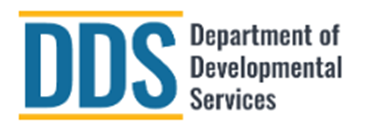 DDS
Department of
Developmental
Services